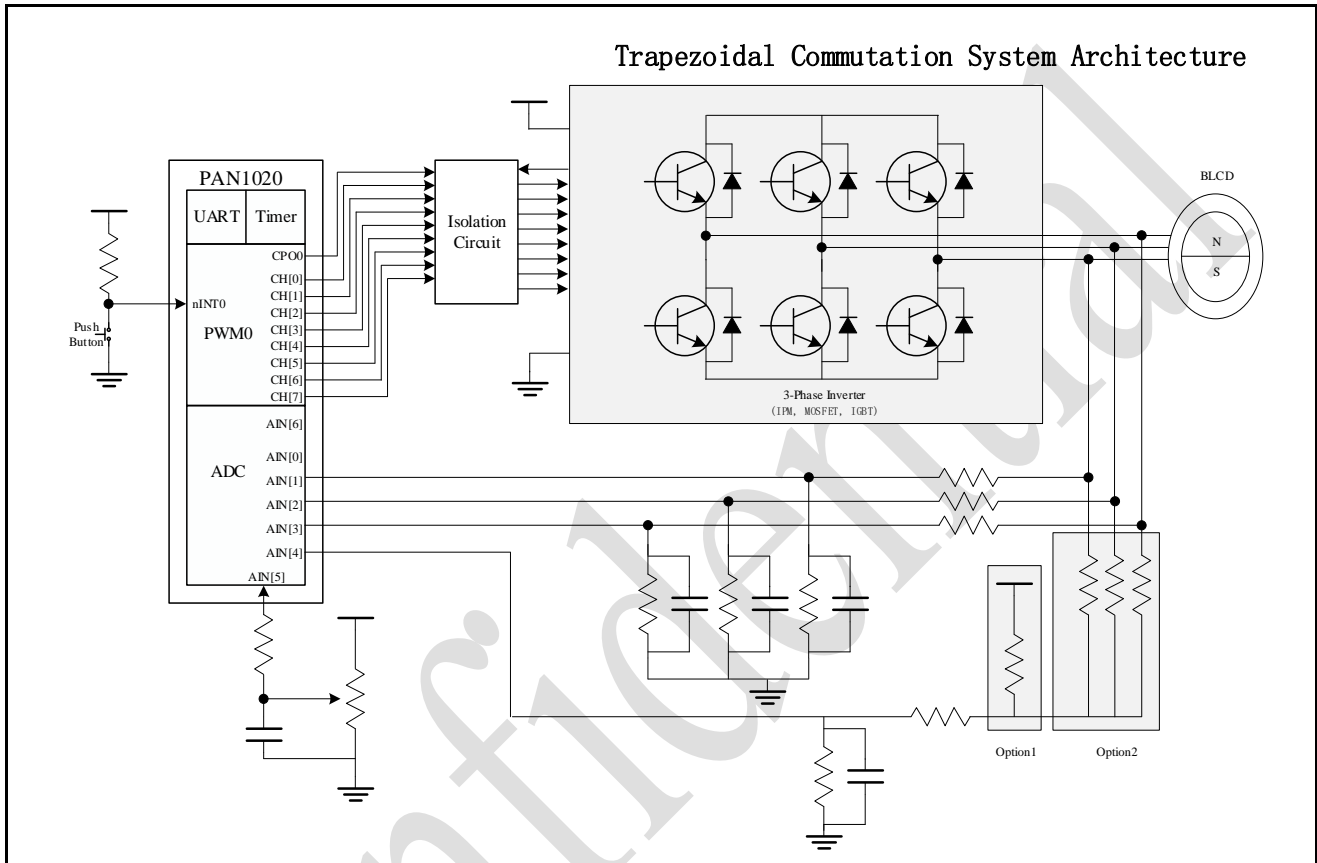 Trapezoidal Commutation System Architecture
PAN1020
UART
Timer
CPO0
CH[0]
CH[1]
nINT0
CH[2]
PWM0
CH[3]
CH[4]
CH[5]
CH[6]
CH[7]
Push
Button
Isolation
Circuit
3-Phase Inverter
(IPM, MOSFET, IGBT)
BLCD
N
S
AIN[6]
ADC
AIN[0]
AIN[1]
AIN[2]
AIN[3]
AIN[4]
AIN[5]
Option1
Option2
nfidential